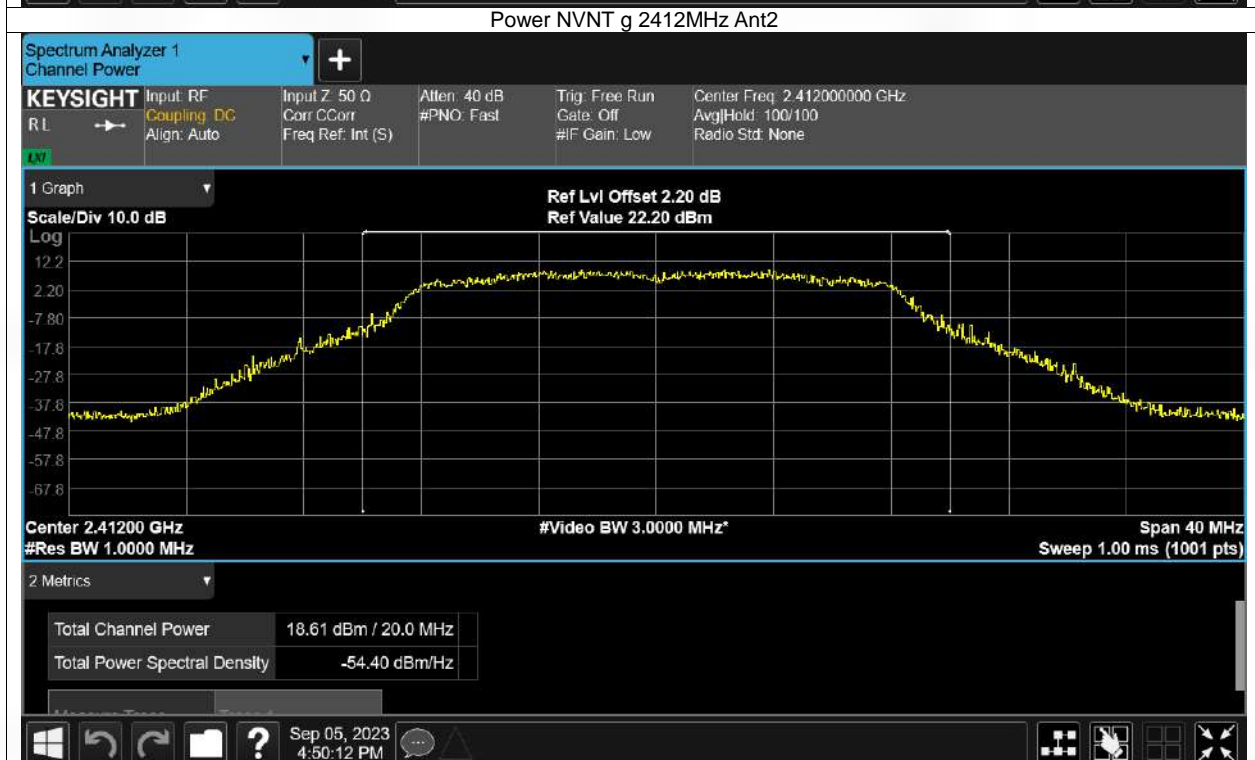 Power NVNT g 2412MHz Ant2
Spectrum Analyzer 1
Channel Power
+
KEYSIGHT
RL
LXI
Input: RF
Coupling: DC
Align: Auto
Input Z: 50 Ω
Corr CCorr
Freq Ref: Int (S)
Atten: 40 dB
#PNO: Fast
Trig: Free Run
Gate: Off
#IF Gain: Low
Center Freq: 2.412000000 GHz
Avg|Hold: 100/100
Radio Std: None
1 Graph
Scale/Div 10.0 dB
Ref Lvl Offset 2.20 dB
Ref Value 22.20 dBm
Log
12.2
2.20
-7.80
-17.8
-27.8
-37.8
-47.8
-57.8
-67.8
Center 2.41200 GHz
#Res BW 1.0000 MHz
#Video BW 3.0000 MHz*
Span 40 MHz
Sweep 1.00 ms (1001 pts)
2 Metrics
Total Channel Power 18.61 dBm / 20.0 MHz
Total Power Spectral Density -54.40 dBm/Hz
?
Sep 05, 2023
4:50:12 PM